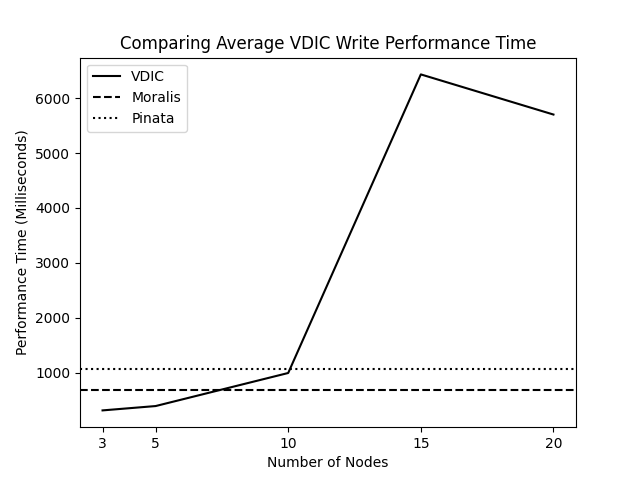 Comparing Average VDIC Write Performance Time
VDIC
Moralis
Pinata
6000
5000
4000
3000
2000
1000
Performance Time (Milliseconds)
3
5
10
15
20
Number of Nodes